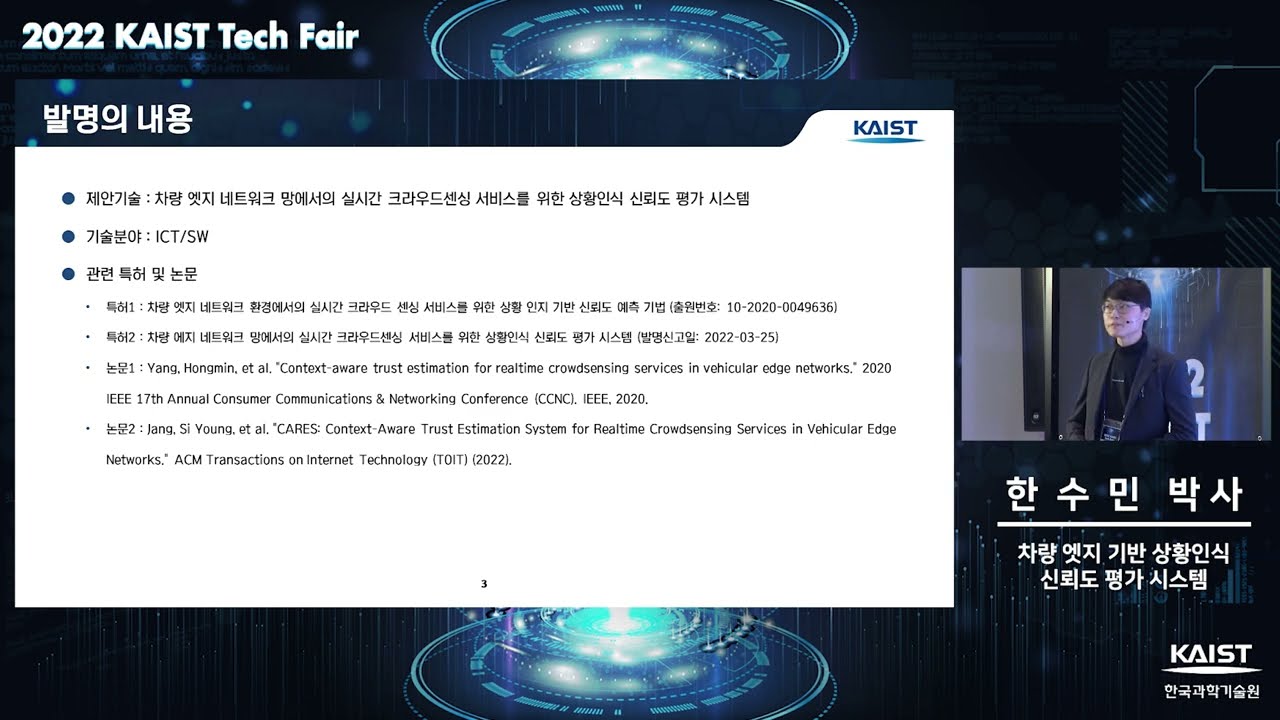 2022 KAIST Tech Fair
발명의 내용
KAIST
● 제안기술 : 차량 엣지 네트워크 망에서의 실시간 크라우드센싱 서비스를 위한 상황인식 신뢰도 평가 시스템
● 기술분야 : ICT/SW
● 관련 특허 및 논문
• 특허1 : 차량 엣지 네트워크 환경에서의 실시간 크라우드 센싱 서비스를 위한 상황 인지 기반 신뢰도 예측 기법 (출원번호: 10-2020-0049636)
• 특허2 : 차량 에지 네트워크 망에서의 실시간 크라우드센싱 서비스를 위한 상황인식 신뢰도 평가 시스템 (발명신고일: 2022-03-25)
• 논문1 : Yang, Hongmin, et al. "Context-aware trust estimation for realtime crowdsensing services in vehicular edge networks." 2020
IEEE 17th Annual Consumer Communications & Networking Conference (CCNC). IEEE, 2020.
• 논문2 : Jang, Si Young, et al. "CARES: Context-Aware Trust Estimation System for Realtime Crowdsensing Services in Vehicular Edge
Networks." ACM Transactions on Internet Technology (TOIT) (2022).
3
한 수 민 박사
차량 엣지 기반 상황인식
신뢰도 평가 시스템
KAIST
한국과학기술원